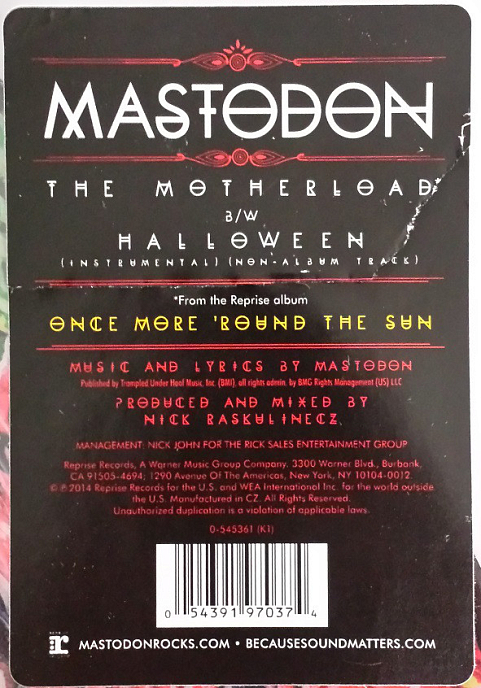 MASTODON
THE MOTHERLOAD
B/W
HALLOWEEN
(INSTRUMENTAL) (NON-ALBUM TRACK)
*From the Reprise album
ONCE MORE 'ROUND THE SUN
MUSIC AND LYRICS BY MASTODON
Published by Trampled Under Hoof Music, Inc. (BMI), all rights admin. by BMG Rights Management (US) LLC
PRODUCED AND MIXED BY
NICK RASKULINECZ
MANAGEMENT: NICK JOHN FOR THE RICK SALES ENTERTAINMENT GROUP
Reprise Records, A Warner Music Group Company. 3300 Warner Blvd., Burbank,
CA 91505-4694; 1290 Avenue Of The Americas, New York, NY 10104-0012.
© ℗ 2014 Reprise Records for the U.S. and WEA International Inc. for the world outside
the U.S. Manufactured in CZ. All Rights Reserved.
Unauthorized duplication is a violation of applicable laws.
0-545361 (K1)
0 54391 97037 4
r MASTODONROCKS.COM • BECAUSESOUNDMATTERS.COM